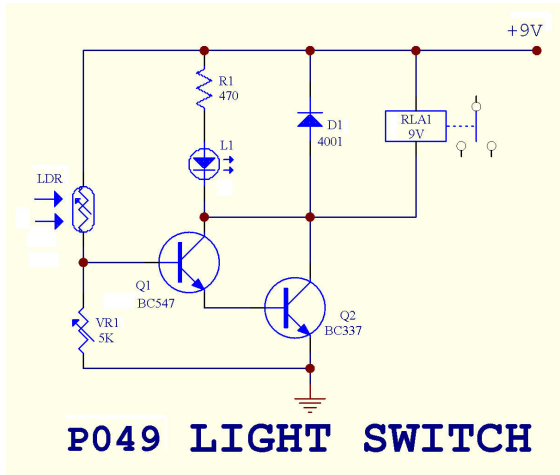 +9V
R1
470
RLA1
9V
D1
4001
L1
LDR
Q1
BC547
Q2
BC337
VR1
5K
P049 LIGHT SWITCH